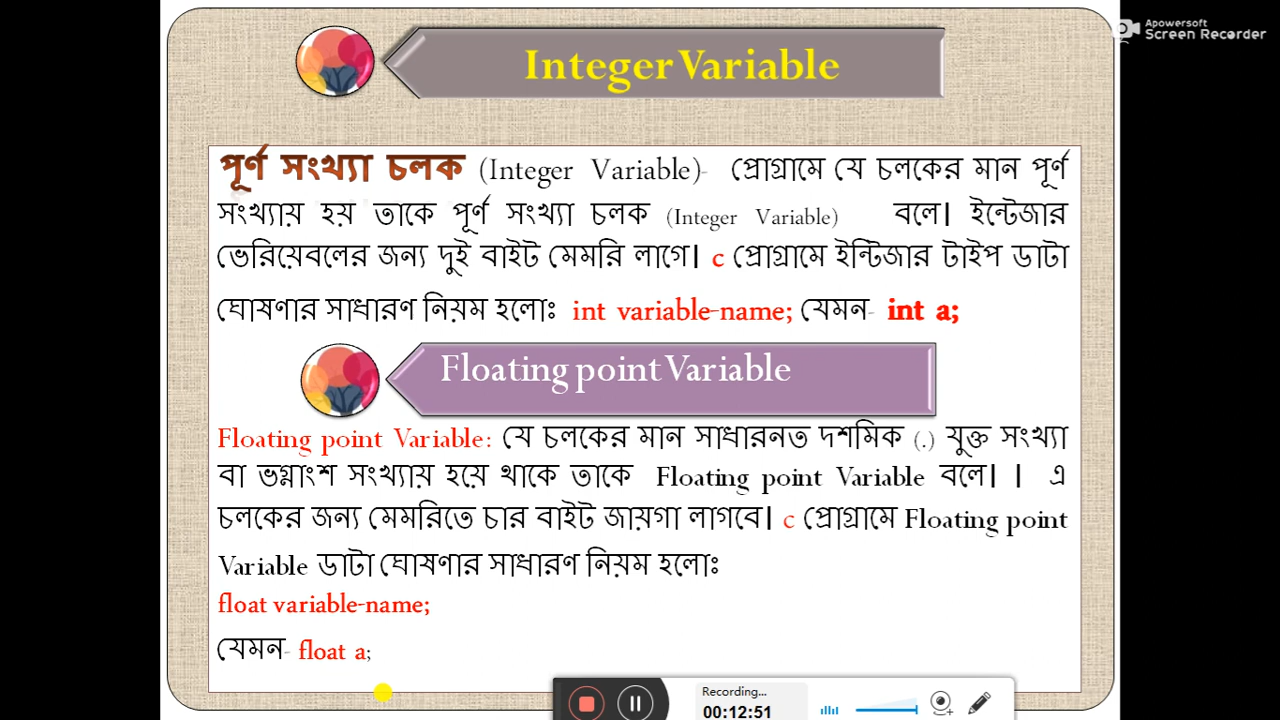 Apowersoft
Screen Recorder
Integer Variable
পূর্ণ সংখ্যা চলক (Integer Variable)- প্রোগ্রামে যে চলকের মান পূর্ণ
সংখ্যায় হয় তাকে পূর্ণ সংখ্যা চলক (Integer Variable) বলে। ইন্টেজার
ভেরিয়েবলের জন্য দুই বাইট মেমরি লাগে। c প্রোগ্রামে ইন্টিজার টাইপ ডাটা
ঘোষণার সাধারণ নিয়ম হলোঃ int variable-name; যেমন- int a;
Floating point Variable
Floating point Variable: যে চলকের মান সাধারনত দশমিক (.) যুক্ত সংখ্যা
বা ভগ্নাংশ সংখ্যায় হয়ে থাকে তাকে Floating point Variable বলে। । এ
চলকের জন্য মেমরিতে চার বাইট জায়গা লাগবে। c প্রোগ্রামে Floating point
Variable ডাটা ঘোষণার সাধারণ নিয়ম হলোঃ
float variable-name;
যেমন- float a;
Recording...
00:12:51